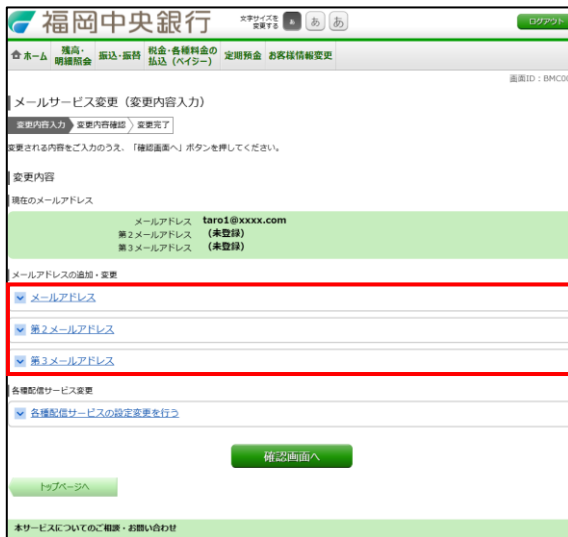 福岡中央銀行 文字サイズを変更する あ あ あ ログアウト
ホーム 残高・明細照会 振込・振替 税金・各種料金の払込（ペイジー） 定期預金 お客様情報変更
画面ID：BMC00
メールサービス変更（変更内容入力）
変更内容入力 変更内容確認 変更完了
変更される内容をご入力のうえ、「確認画面へ」ボタンを押してください。
変更内容
現在のメールアドレス
メールアドレス taro1@xxxx.com
第２メールアドレス （未登録）
第３メールアドレス （未登録）
メールアドレスの追加・変更
メールアドレス
第２メールアドレス
第３メールアドレス
各種配信サービス変更
各種配信サービスの設定変更を行う
確認画面へ
トップページへ
本サービスについてのご相談・お問い合わせ